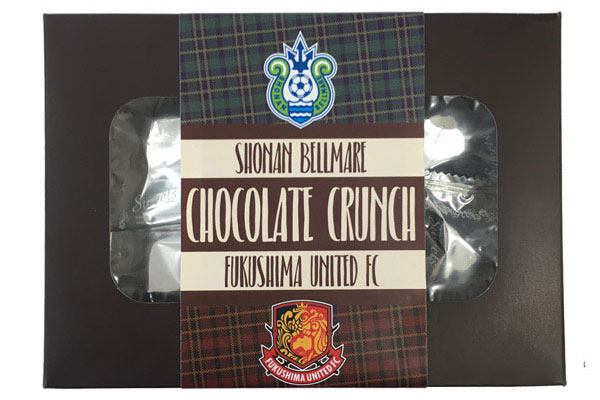 SHONAN BELLMARE
CHOCOLATE CRUNCH
FUKUSHIMA UNITED FC
FUKUSHIMA UNITED FC